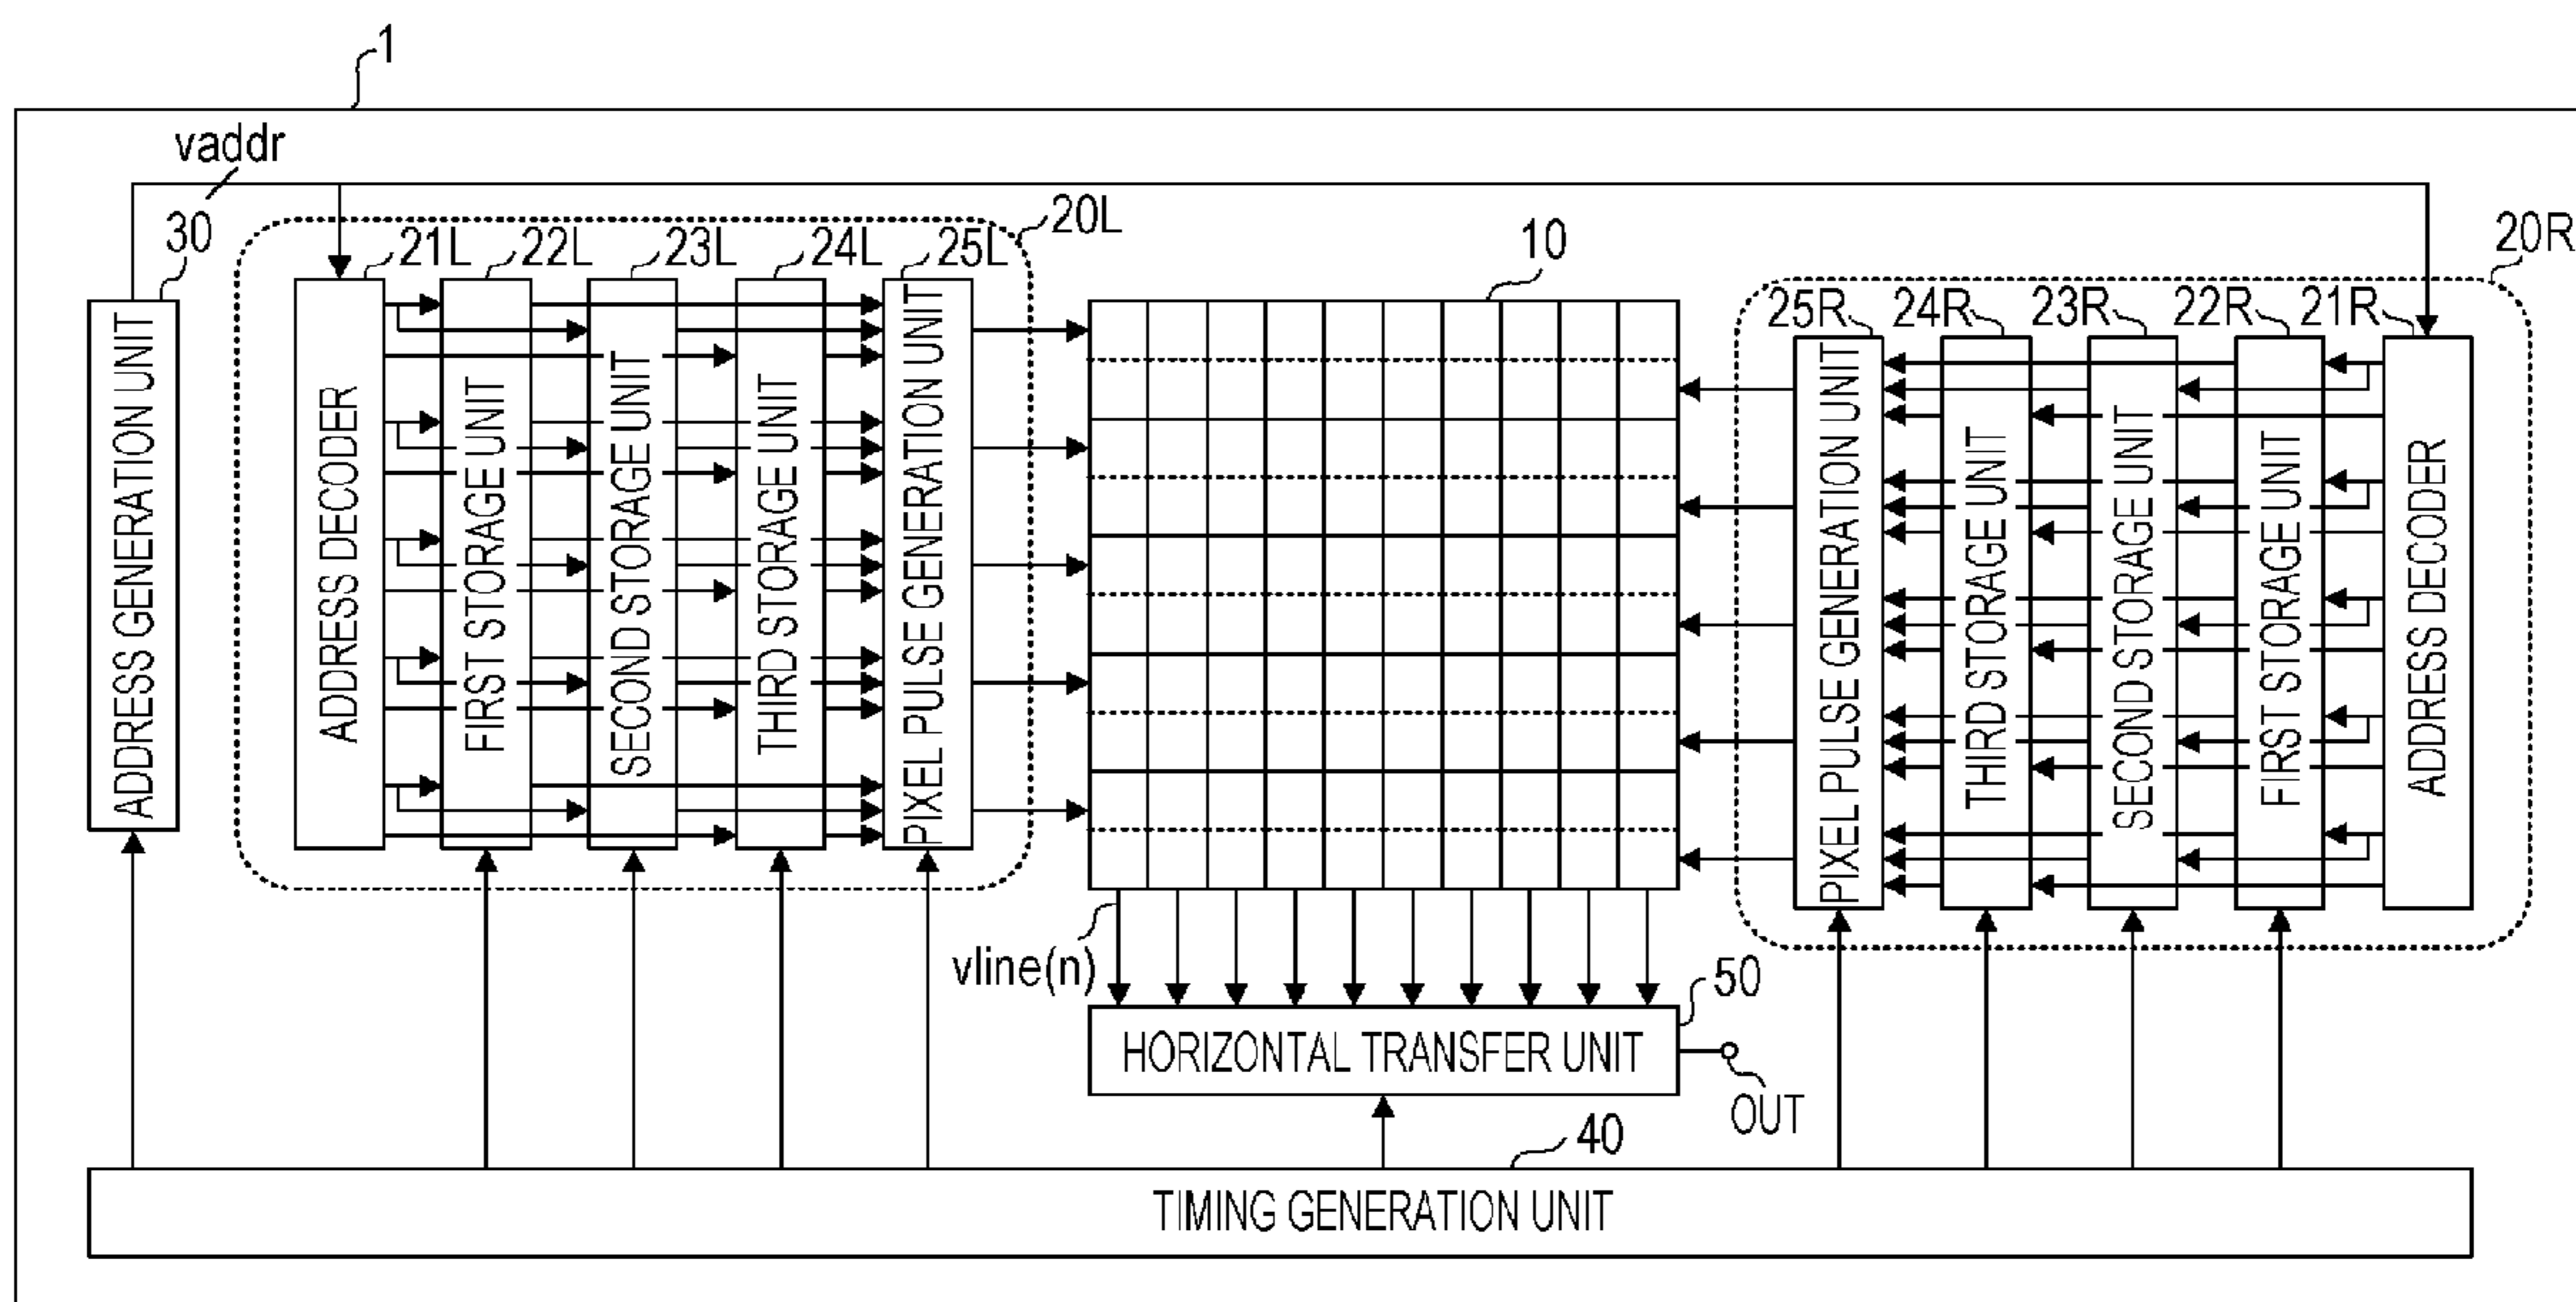 1
vaddr
30
20L
21L 22L 23L 24L 25L
10
20R
25R 24R 23R 22R 21R
ADDRESS GENERATION UNIT
ADDRESS DECODER
FIRST STORAGE UNIT
SECOND STORAGE UNIT
THIRD STORAGE UNIT
PIXEL PULSE GENERATION UNIT
PIXEL PULSE GENERATION UNIT
THIRD STORAGE UNIT
SECOND STORAGE UNIT
FIRST STORAGE UNIT
ADDRESS DECODER
vline(n)
50
HORIZONTAL TRANSFER UNIT
OUT
40
TIMING GENERATION UNIT